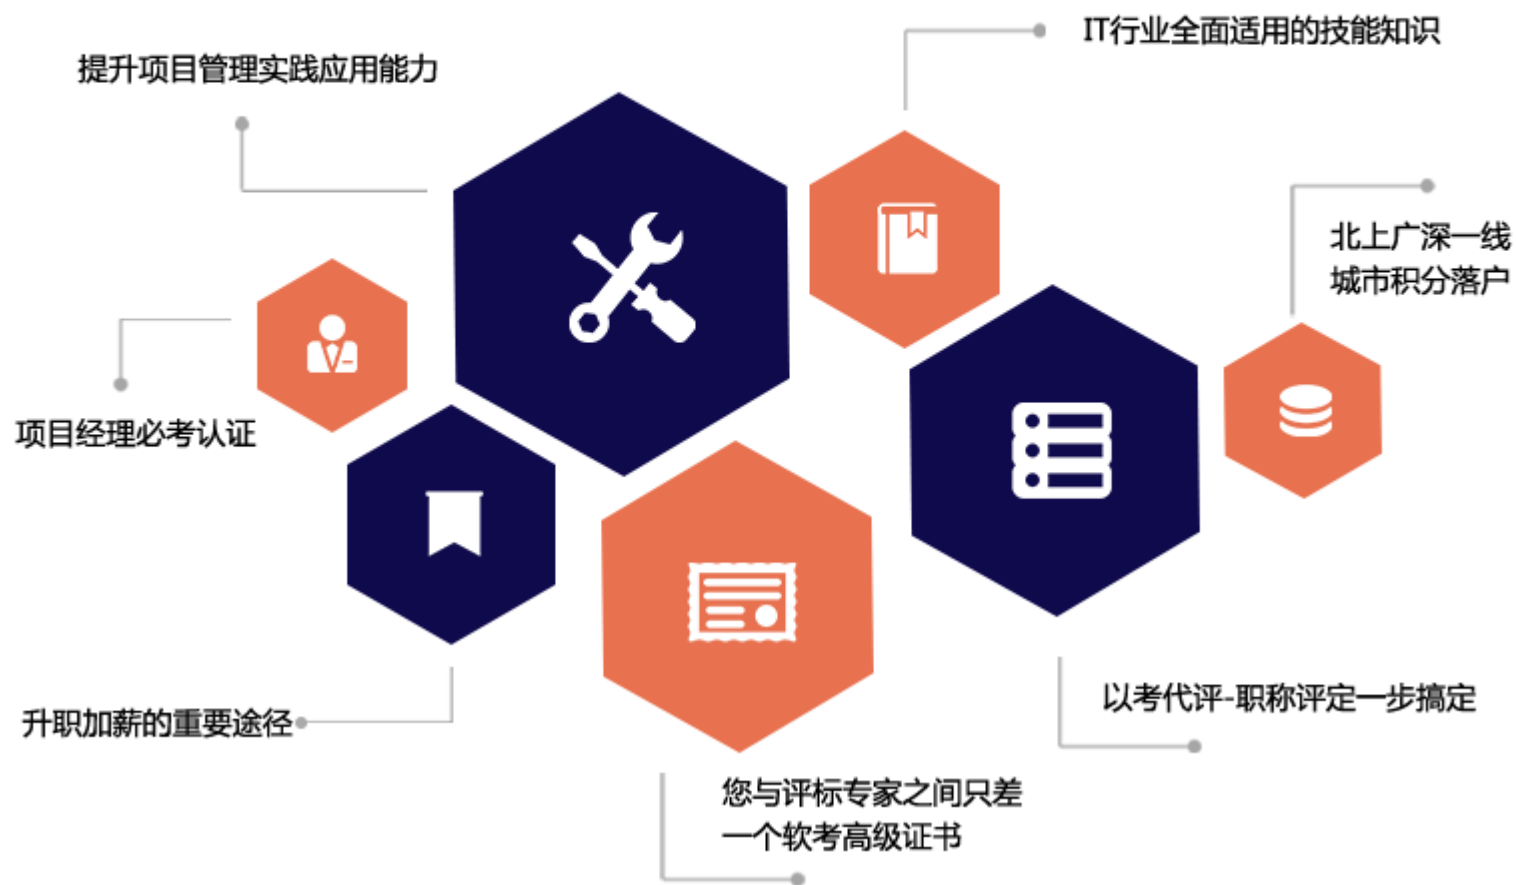 IT行业全面适用的技能知识
提升项目管理实践应用能力
北上广深一线
城市积分落户
项目经理必考认证
以考代评-职称评定一步搞定
升职加薪的重要途径
您与评标专家之间只差
一个软考高级证书